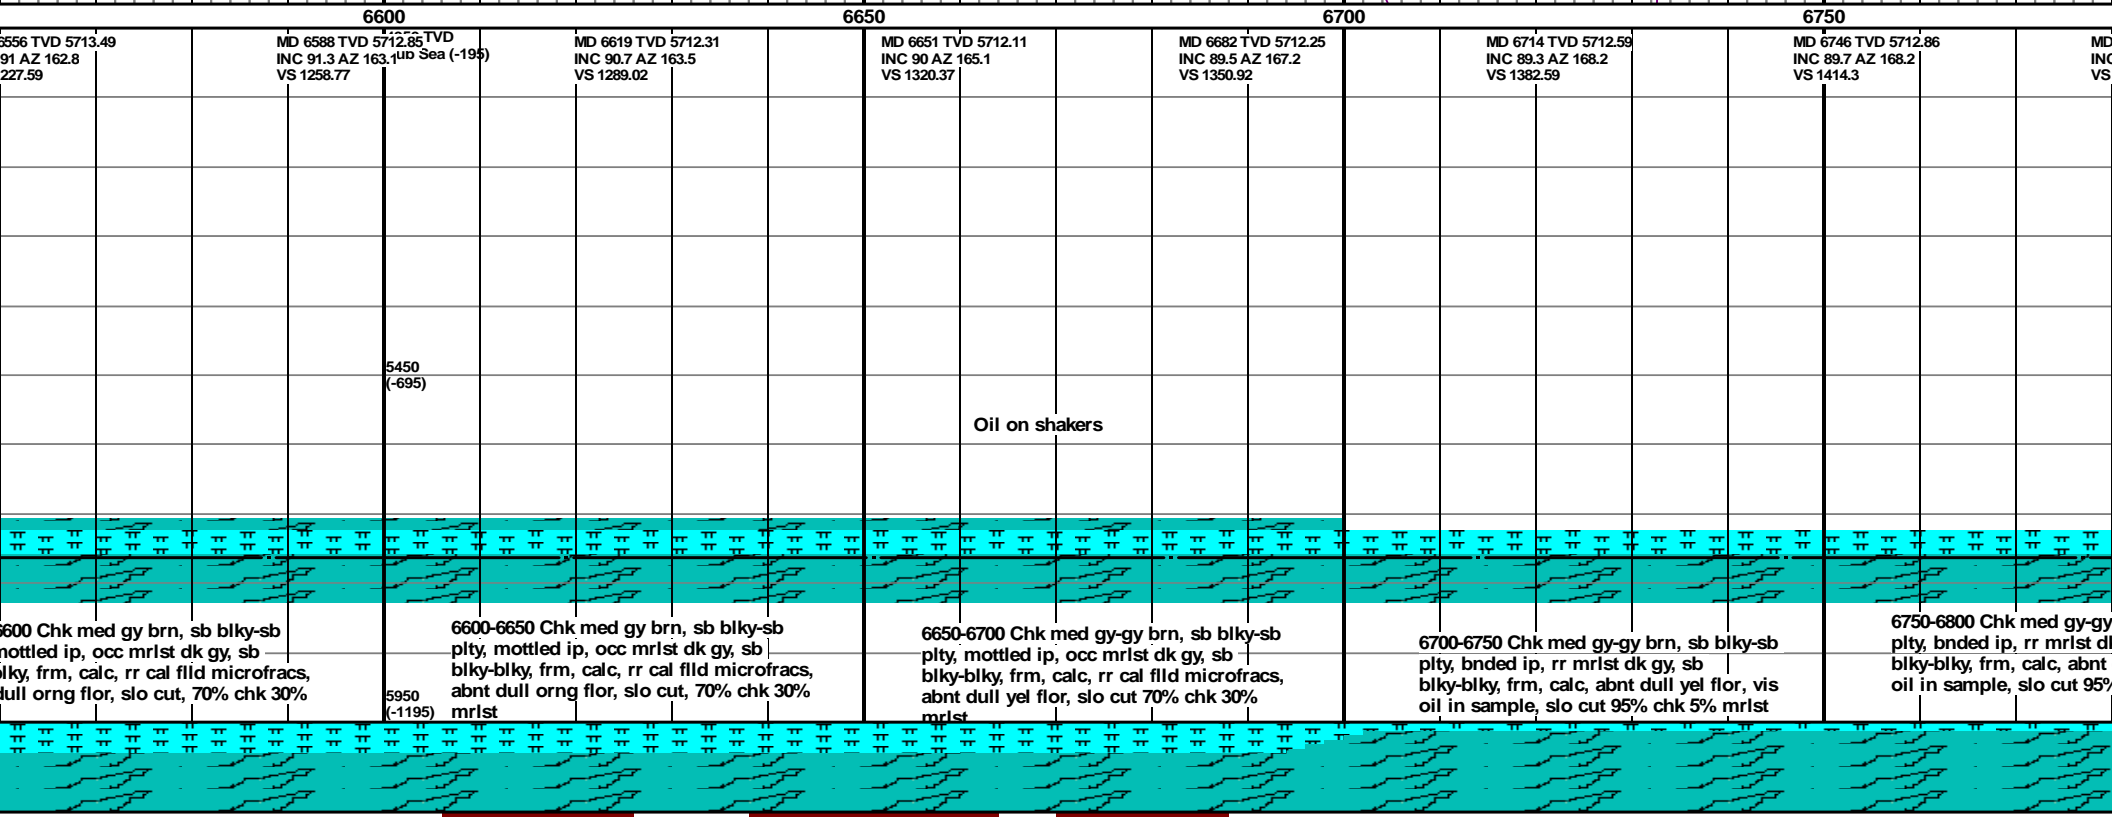 6600 6650 6700 6750
6556 TVD 5713.49
91 AZ 162.8
227.59
MD 6588 TVD 5712.85
INC 91.3 AZ 163.1
VS 1258.77
TVD
Sea (-195)
MD 6619 TVD 5712.31
INC 90.7 AZ 163.5
VS 1289.02
MD 6651 TVD 5712.11
INC 90 AZ 165.1
VS 1320.37
MD 6682 TVD 5712.25
INC 89.5 AZ 167.2
VS 1350.92
MD 6714 TVD 5712.59
INC 89.3 AZ 168.2
VS 1382.59
MD 6746 TVD 5712.86
INC 89.7 AZ 168.2
VS 1414.3
MD
INC
VS
5450
(-695)
Oil on shakers
6600 Chk med gy brn, sb blky-sb
mottled ip, occ mrlst dk gy, sb
blky, frm, calc, rr cal flld microfracs,
dull orng flor, slo cut, 70% chk 30%
5950
(-1195)
6600-6650 Chk med gy brn, sb blky-sb
plty, mottled ip, occ mrlst dk gy, sb
blky-blky, frm, calc, rr cal flld microfracs,
abnt dull orng flor, slo cut, 70% chk 30%
mrlst
6650-6700 Chk med gy-gy brn, sb blky-sb
plty, mottled ip, occ mrlst dk gy, sb
blky-blky, frm, calc, rr cal flld microfracs,
abnt dull yel flor, slo cut 70% chk 30%
mrlst
6700-6750 Chk med gy-gy brn, sb blky-sb
plty, bnded ip, rr mrlst dk gy, sb
blky-blky, frm, calc, abnt dull yel flor, vis
oil in sample, slo cut 95% chk 5% mrlst
6750-6800 Chk med gy-gy
plty, bnded ip, rr mrlst dk
blky-blky, frm, calc, abnt
oil in sample, slo cut 95%